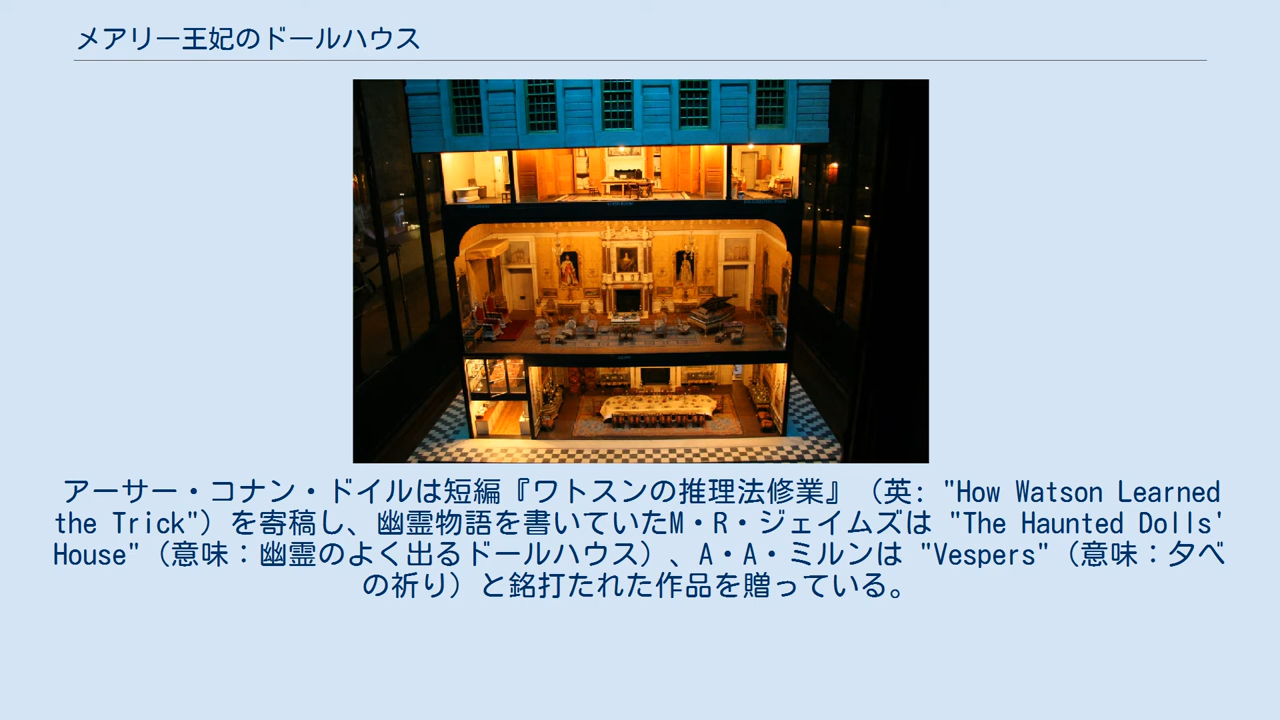 メアリー王妃のドールハウス
アーサー・コナン・ドイルは短編『ワトスンの推理法修業』（英: "How Watson Learned
the Trick"）を寄稿し、幽霊物語を書いていたM・R・ジェイムズは "The Haunted Dolls'
House"（意味：幽霊のよく出るドールハウス）、A・A・ミルンは "Vespers"（意味：夕べ
の祈り）と銘打たれた作品を贈っている。